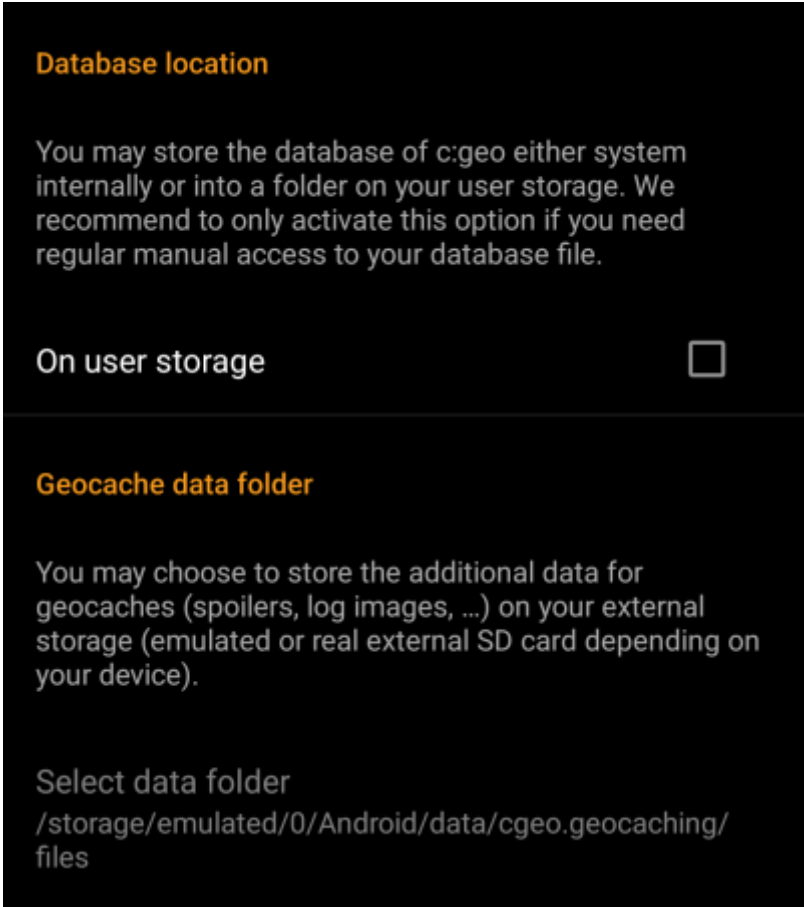 Database location
You may store the database of c:geo either system
internally or into a folder on your user storage. We
recommend to only activate this option if you need
regular manual access to your database file.
On user storage
Geocache data folder
You may choose to store the additional data for
geocaches (spoilers, log images, …) on your external
storage (emulated or real external SD card depending on
your device).
Select data folder
/storage/emulated/0/Android/data/cgeo.geocaching/
files